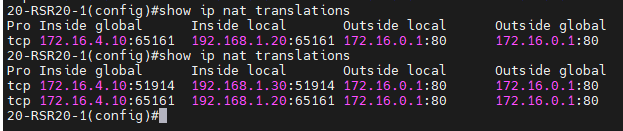 20-RSR20-1(config)#show ip nat translations
Pro Inside global      Inside local       Outside local      Outside global
tcp 172.16.4.10:65161  192.168.1.20:65161 172.16.0.1:80      172.16.0.1:80
20-RSR20-1(config)#show ip nat translations
Pro Inside global      Inside local       Outside local      Outside global
tcp 172.16.4.10:51914  192.168.1.30:51914 172.16.0.1:80      172.16.0.1:80
tcp 172.16.4.10:65161  192.168.1.20:65161 172.16.0.1:80      172.16.0.1:80
20-RSR20-1(config)#